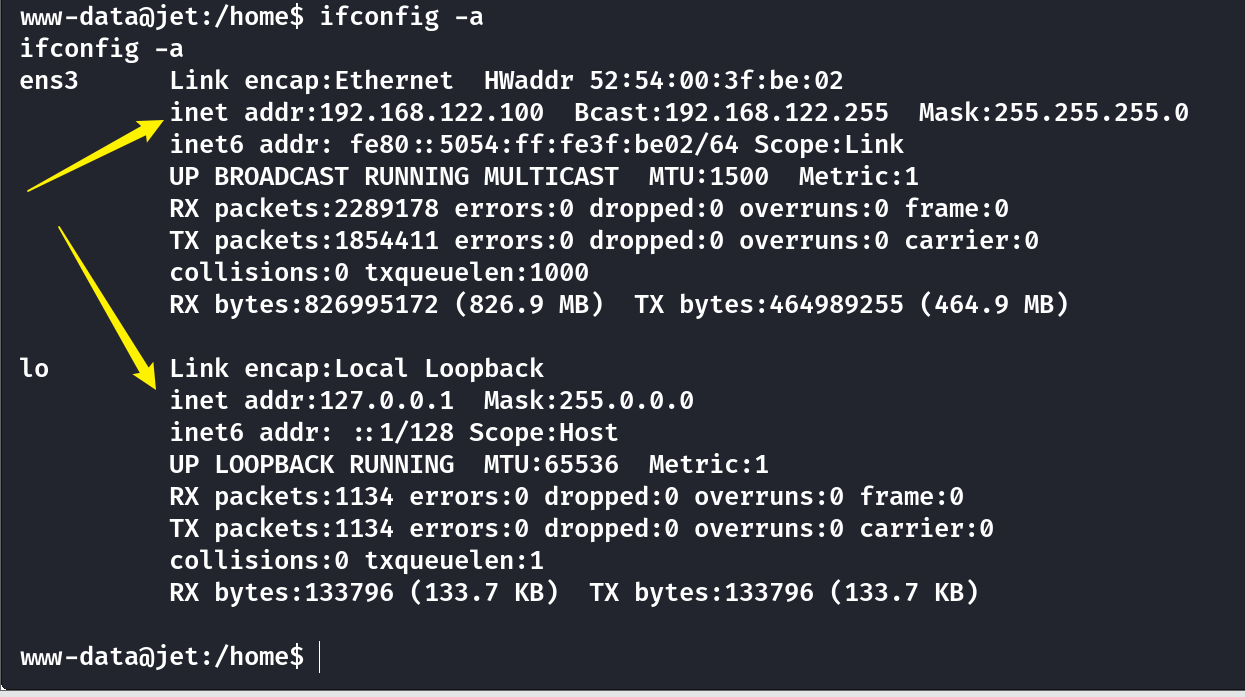 www-data@jet:/home$ ifconfig -a
ifconfig -a
ens3      Link encap:Ethernet  HWaddr 52:54:00:3f:be:02
          inet addr:192.168.122.100  Bcast:192.168.122.255  Mask:255.255.255.0
          inet6 addr: fe80::5054:ff:fe3f:be02/64 Scope:Link
          UP BROADCAST RUNNING MULTICAST  MTU:1500  Metric:1
          RX packets:2289178 errors:0 dropped:0 overruns:0 frame:0
          TX packets:1854411 errors:0 dropped:0 overruns:0 carrier:0
          collisions:0 txqueuelen:1000
          RX bytes:826995172 (826.9 MB)  TX bytes:464989255 (464.9 MB)

lo        Link encap:Local Loopback
          inet addr:127.0.0.1  Mask:255.0.0.0
          inet6 addr: ::1/128 Scope:Host
          UP LOOPBACK RUNNING  MTU:65536  Metric:1
          RX packets:1134 errors:0 dropped:0 overruns:0 frame:0
          TX packets:1134 errors:0 dropped:0 overruns:0 carrier:0
          collisions:0 txqueuelen:1
          RX bytes:133796 (133.7 KB)  TX bytes:133796 (133.7 KB)

www-data@jet:/home$